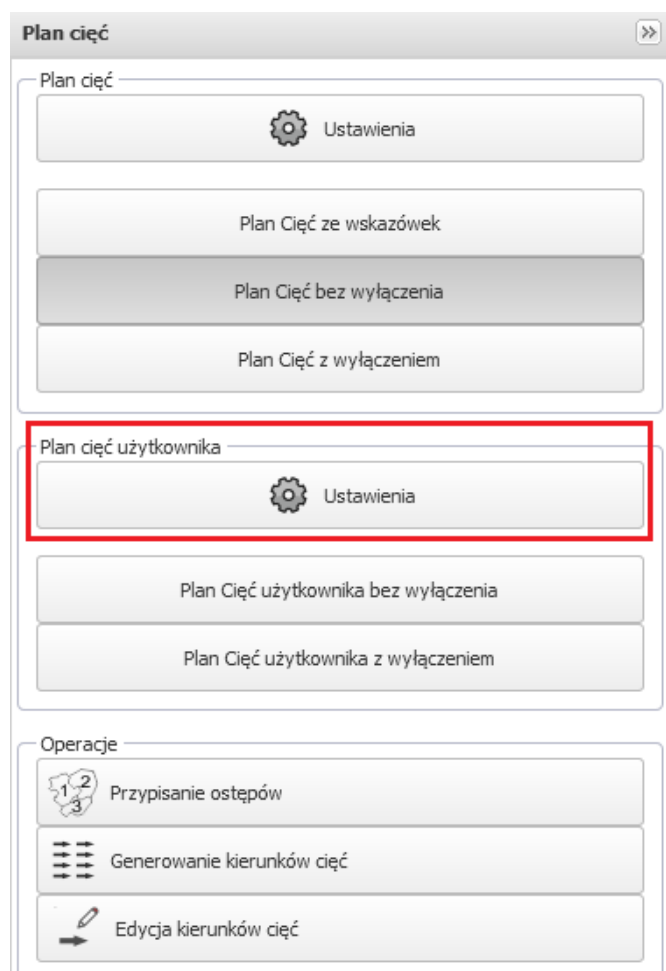 Plan cięć
Plan cięć
Ustawienia
Plan Cięć ze wskazówek
Plan Cięć bez wyłączenia
Plan Cięć z wyłączeniem
Plan cięć użytkownika
Ustawienia
Plan Cięć użytkownika bez wyłączenia
Plan Cięć użytkownika z wyłączeniem
Operacje
1 2 3
Przypisanie ostępów
Generowanie kierunków cięć
Edycja kierunków cięć